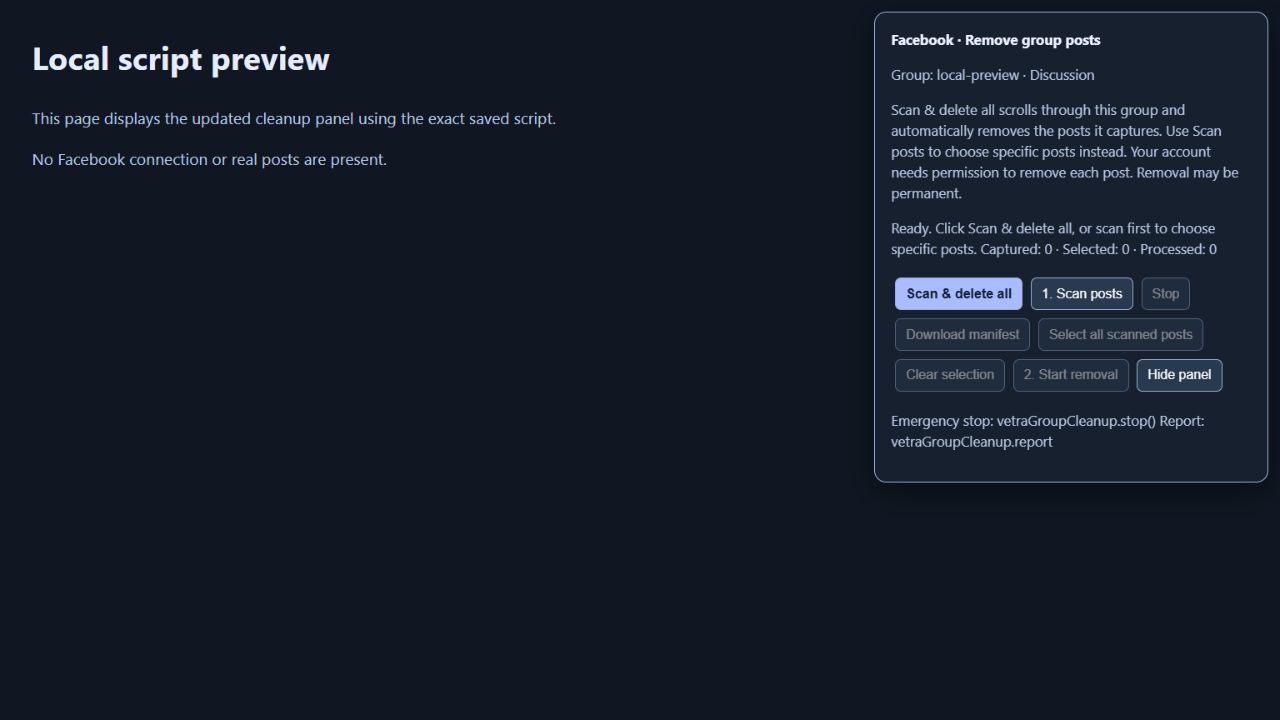 Local script preview
This page displays the updated cleanup panel using the exact saved script.
No Facebook connection or real posts are present.
Facebook · Remove group posts
Group: local-preview · Discussion
Scan & delete all scrolls through this group and
automatically removes the posts it captures. Use Scan
posts to choose specific posts instead. Your account
needs permission to remove each post. Removal may be
permanent.
Ready. Click Scan & delete all, or scan first to choose
specific posts. Captured: 0 · Selected: 0 · Processed: 0
Scan & delete all
1. Scan posts
Stop
Download manifest
Select all scanned posts
Clear selection
2. Start removal
Hide panel
Emergency stop: vetraGroupCleanup.stop() Report:
vetraGroupCleanup.report